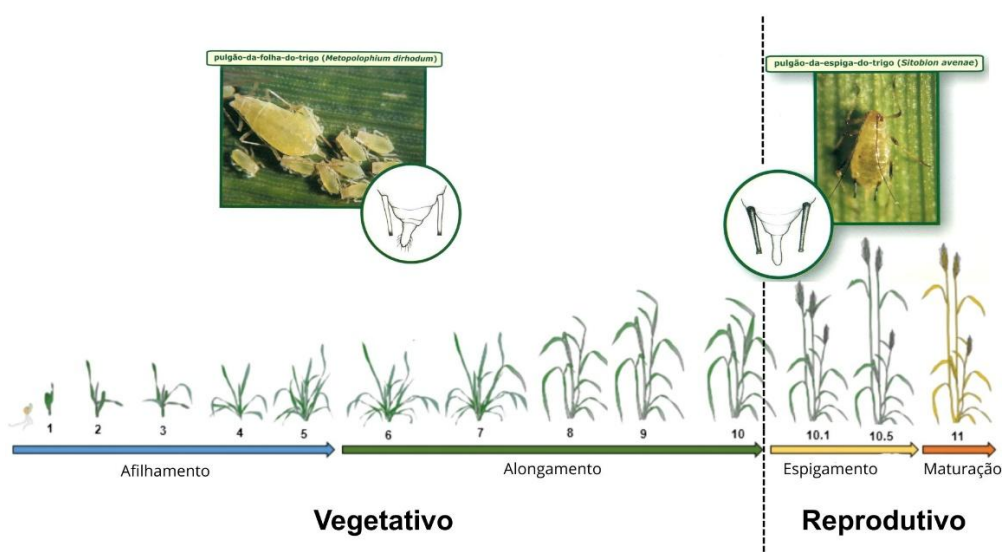 pulgão-da-folha-do-trigo (Metopolophium dirhodum)
pulgão-da-espiga-do-trigo (Sitobion avenae)
1 2 3 4 5 6 7 8 9 10 10.1 10.5 11
Afilhamento Alongamento Espigamento Maturação
Vegetativo Reprodutivo